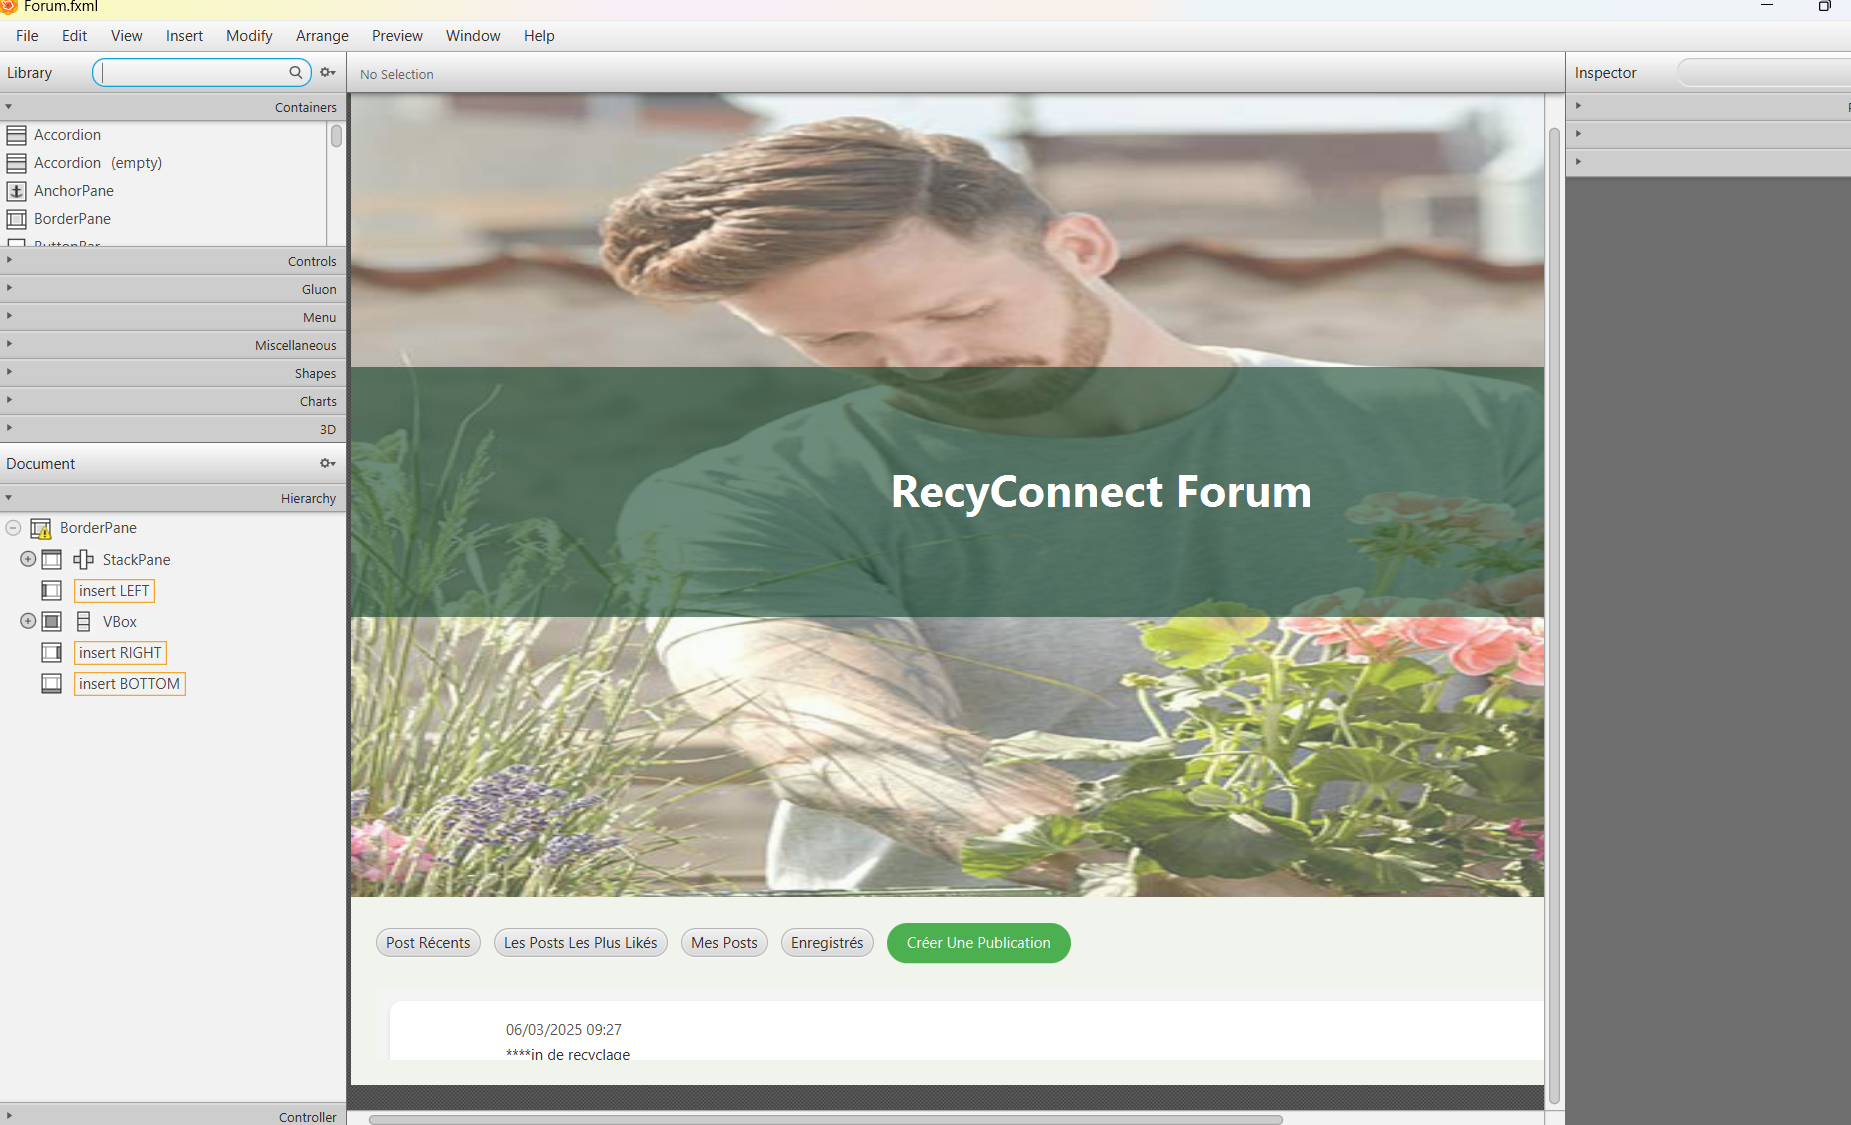 Forum.fxml
File Edit View Insert Modify Arrange Preview Window Help
Library
No Selection
Inspector
Containers
Accordion
Accordion (empty)
AnchorPane
BorderPane
ButtonBar
Controls
Gluon
Menu
Miscellaneous
Shapes
Charts
3D
Document
Hierarchy
BorderPane
StackPane
insert LEFT
VBox
insert RIGHT
insert BOTTOM
Controller
RecyConnect Forum
Post Récents Les Posts Les Plus Likés Mes Posts Enregistrés Créer Une Publication
06/03/2025 09:27
****in de recyclage